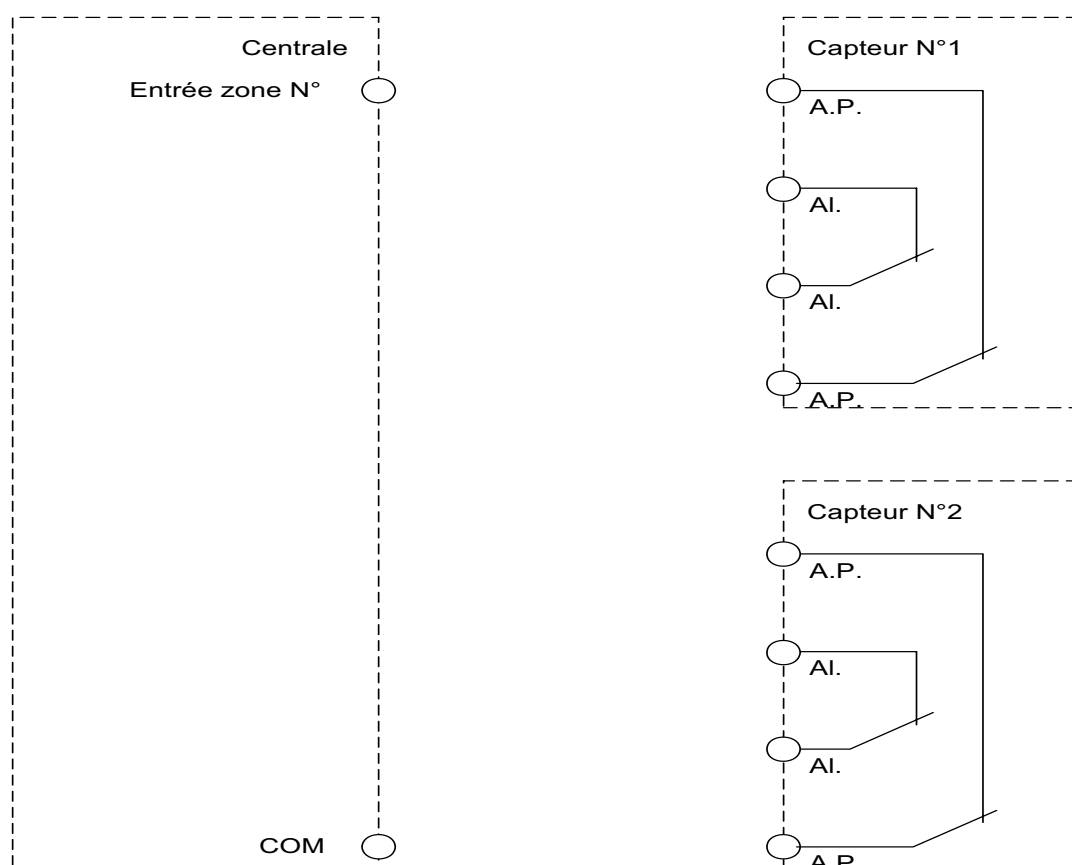 Centrale
Entrée zone N°
COM
Capteur N°1
A.P.
Al.
Al.
A.P.
Capteur N°2
A.P.
Al.
Al.
A.P.